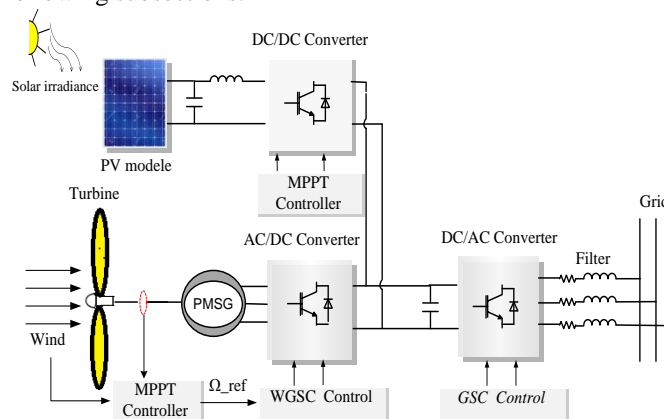 DC/DC Converter
Solar irradiance
PV modele
MPPT
Controller
Turbine
AC/DC Converter
DC/AC Converter
Grid
Filter
PMSG
Wind
MPPT
Controller
Ω_ref
WGSC Control
GSC Control